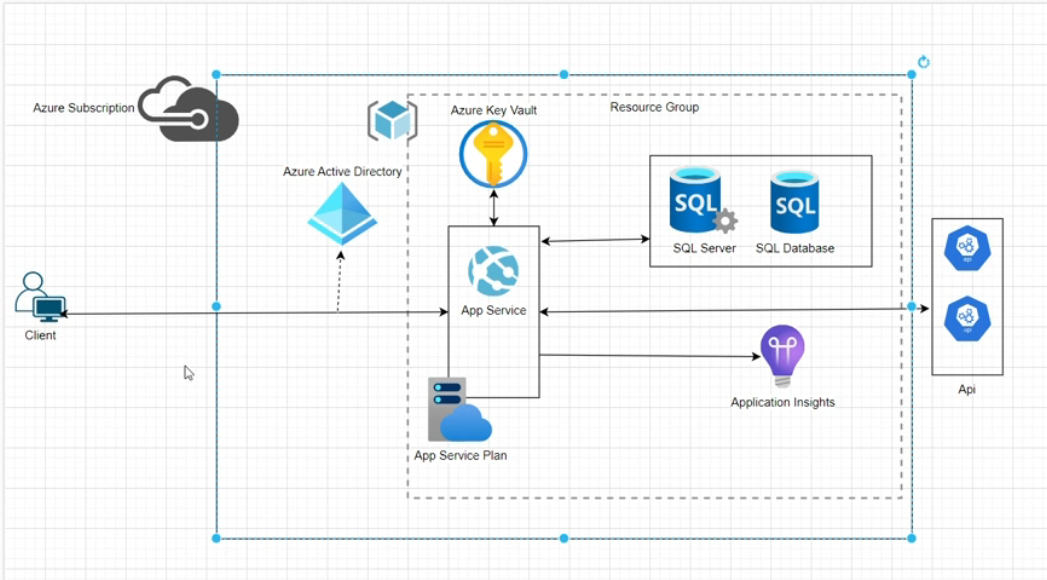 Azure Subscription
Azure Key Vault
Resource Group
Azure Active Directory
SQL
SQL
SQL Server
SQL Database
App Service
Client
Application Insights
Api
App Service Plan